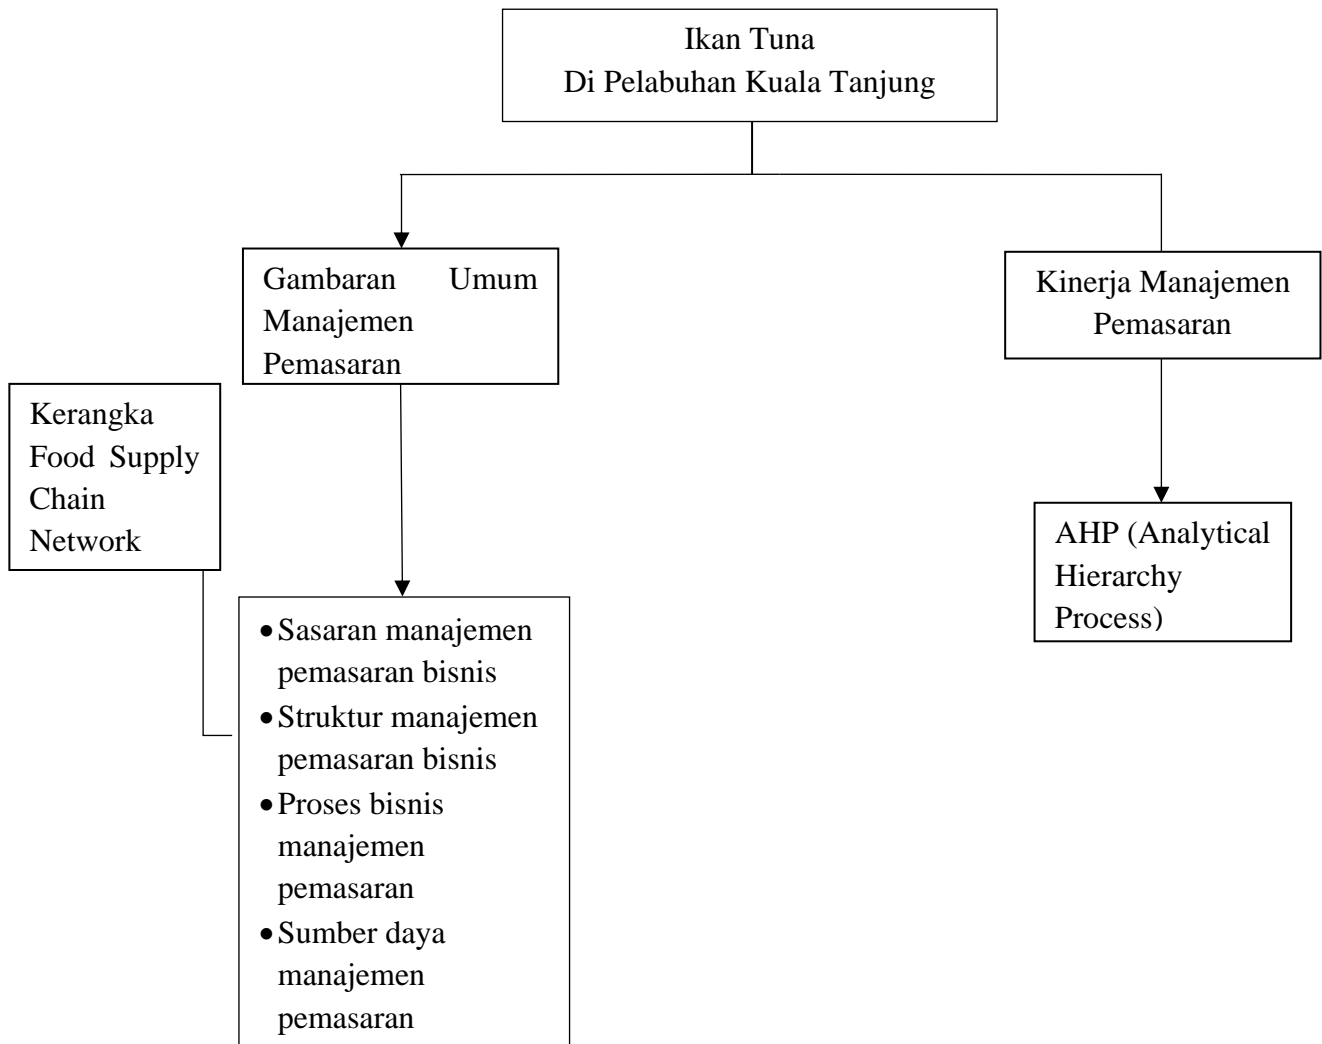 Ikan Tuna
Di Pelabuhan Kuala Tanjung
Gambaran Umum
Manajemen
Pemasaran
Kinerja Manajemen
Pemasaran
Kerangka
Food Supply
Chain
Network
AHP (Analytical
Hierarchy
Process)
•Sasaran manajemen
pemasaran bisnis
•Struktur manajemen
pemasaran bisnis
•Proses bisnis
manajemen
pemasaran
•Sumber daya
manajemen
pemasaran